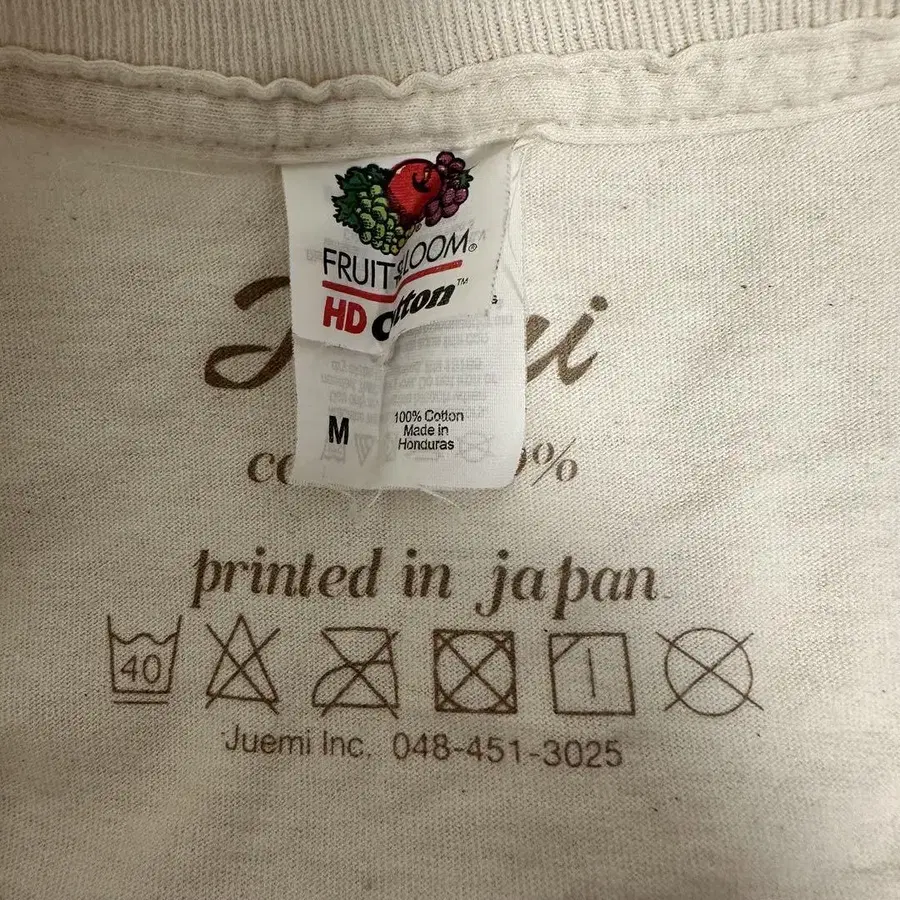 FRUIT OF THE LOOM®
HD Cotton™
M
100% Cotton
Made in
Honduras
printed in japan
40
Juemi Inc. 048-451-3025